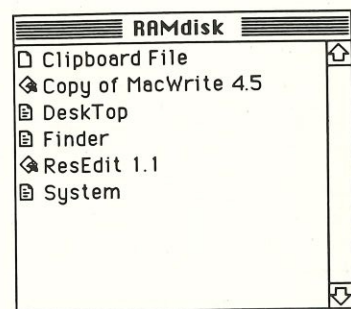 RAMdisk
Clipboard File
Copy of MacWrite 4.5
DeskTop
Finder
ResEdit 1.1
System